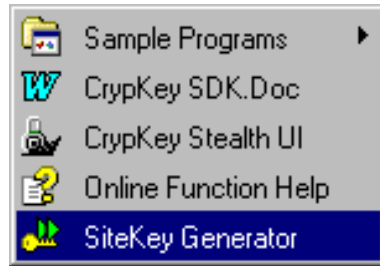 Sample Programs
CrypKey SDK.Doc
CrypKey Stealth UI
Online Function Help
SiteKey Generator